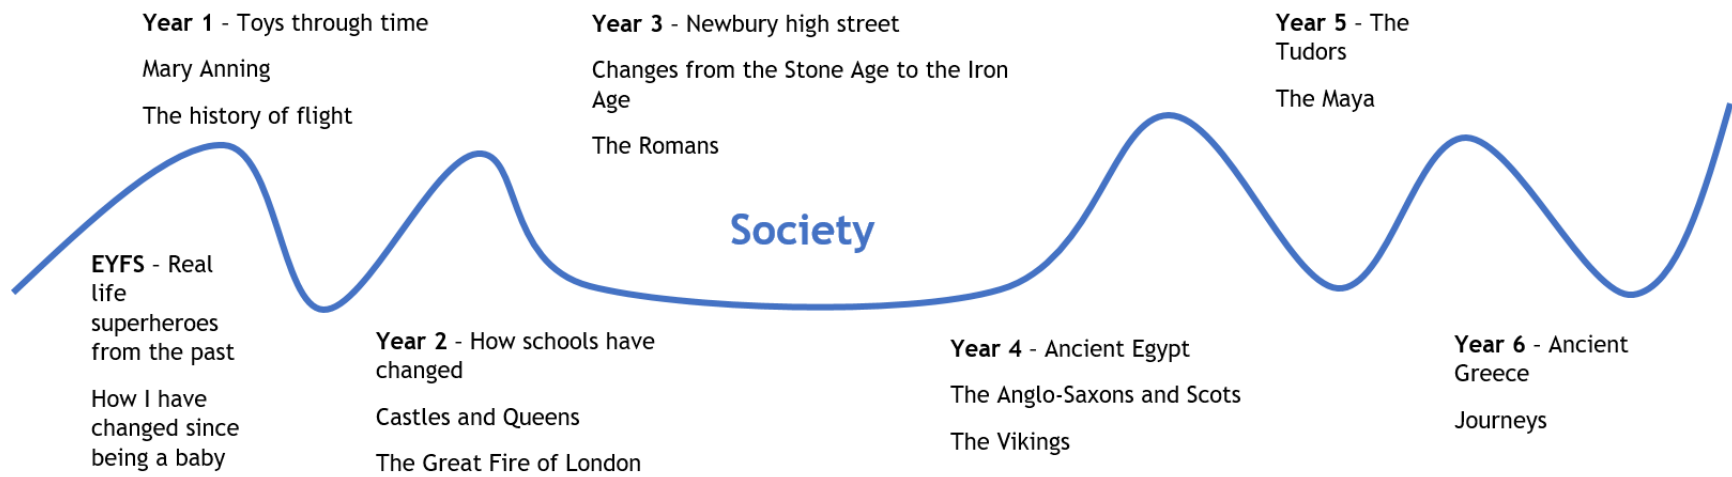 Year 1 – Toys through time
Mary Anning
The history of flight
Year 3 – Newbury high street
Changes from the Stone Age to the Iron
Age
The Romans
Year 5 – The
Tudors
The Maya
Society
EYFS – Real
life
superheroes
from the past
How I have
changed since
being a baby
Year 2 – How schools have
changed
Castles and Queens
The Great Fire of London
Year 4 – Ancient Egypt
The Anglo-Saxons and Scots
The Vikings
Year 6 – Ancient
Greece
Journeys